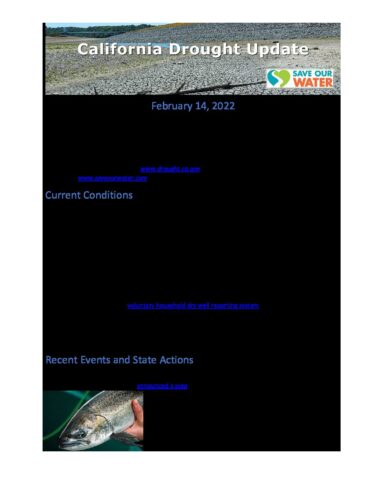 California Drought Update
SAVE OUR
WATER
February 14, 2022
www.drought.ca.gov
www.saveourwater.com
Current Conditions
voluntary household dry well reporting system
Recent Events and State Actions